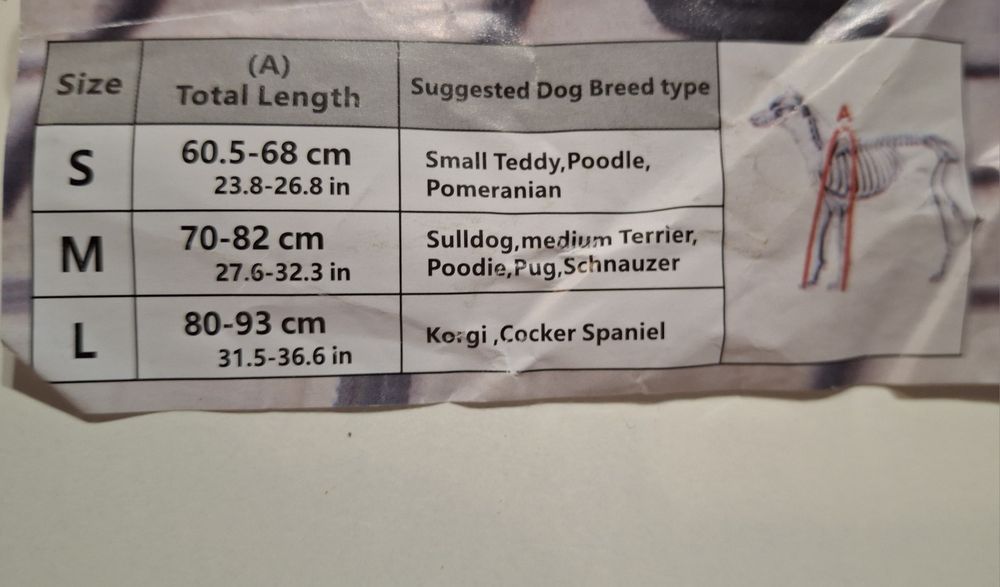 Size
(A)
Total Length
Suggested Dog Breed type
S
60.5-68 cm
23.8-26.8 in
Small Teddy,Poodle,
Pomeranian
M
70-82 cm
27.6-32.3 in
Sulldog,medium Terrier,
Poodie,Pug,Schnauzer
L
80-93 cm
31.5-36.6 in
Korgi ,Cocker Spaniel
A